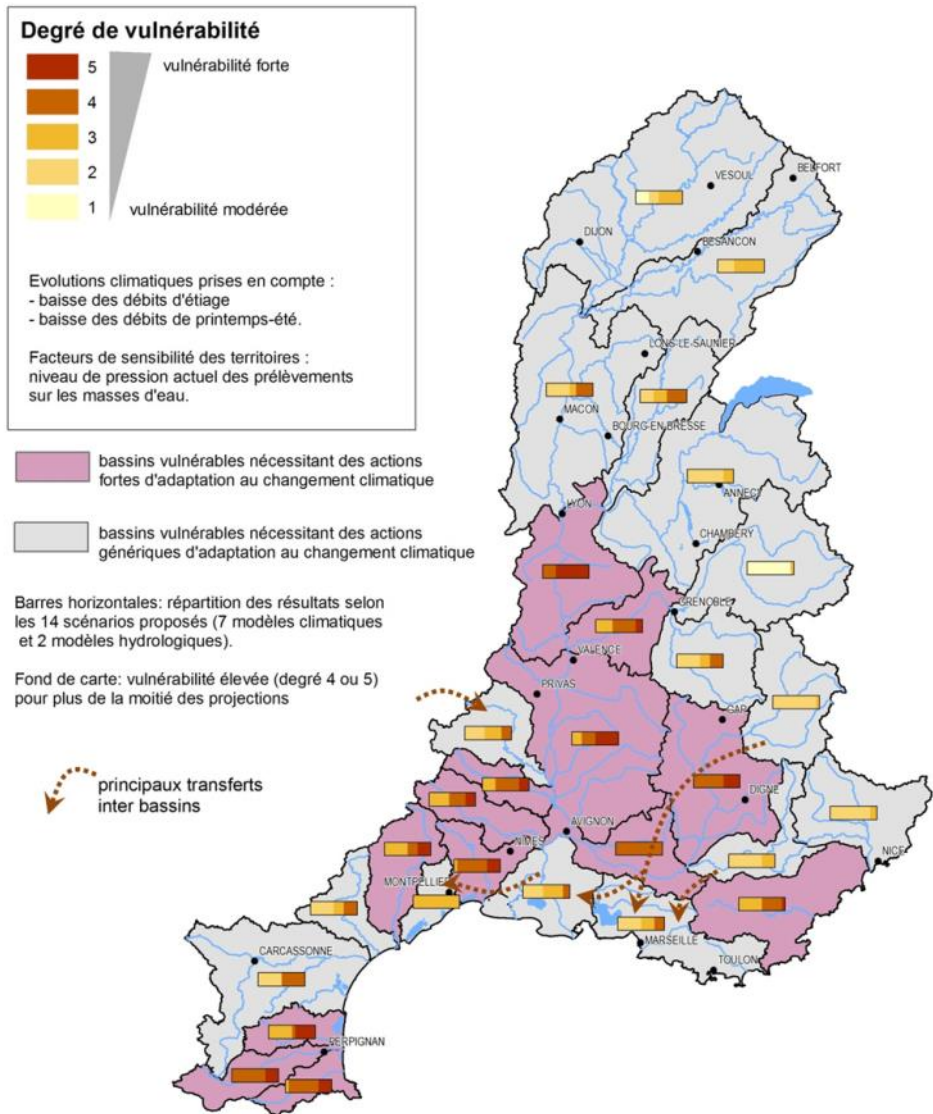 Degré de vulnérabilité
5
vulnérabilité forte
4
3
2
1
vulnérabilité modérée
Evolutions climatiques prises en compte :
- baisse des débits d'étiage
- baisse des débits de printemps-été.
Facteurs de sensibilité des territoires :
niveau de pression actuel des prélèvements
sur les masses d'eau.
bassins vulnérables nécessitant des actions
fortes d'adaptation au changement climatique
bassins vulnérables nécessitant des actions
génériques d'adaptation au changement climatique
Barres horizontales: répartition des résultats selon
les 14 scénarios proposés (7 modèles climatiques
et 2 modèles hydrologiques).
Fond de carte: vulnérabilité élevée (degré 4 ou 5)
pour plus de la moitié des projections
principaux transferts
inter bassins
BELFORT
VESOUL
DIJON
BESANCON
LONS-LE-SAUNIER
MACON
BOURG-EN-BRESSE
ANNECY
LYON
CHAMBERY
GRENOBLE
VALENCE
PRIVAS
GAP
DIGNE
AVIGNON
NIMES
NICE
MONTPELLIER
MARSEILLE
TOULON
CARCASSONNE
PERPIGNAN